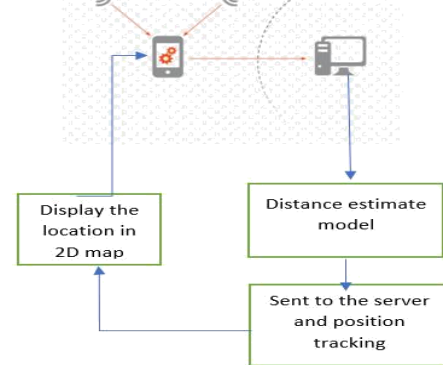 Display the
location in
2D map
Distance estimate
model
Sent to the server
and position
tracking